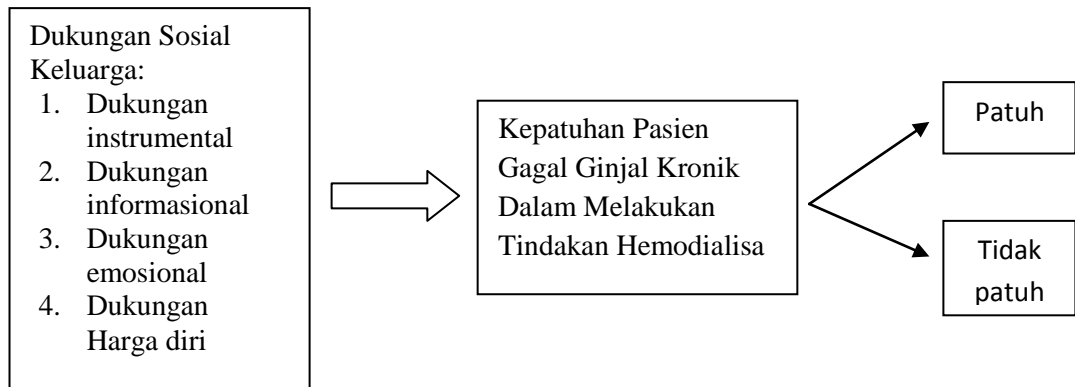 Dukungan Sosial
Keluarga:
1. Dukungan
instrumental
2. Dukungan
informasional
3. Dukungan
emosional
4. Dukungan
Harga diri
Kepatuhan Pasien
Gagal Ginjal Kronik
Dalam Melakukan
Tindakan Hemodialisa
Patuh
Tidak
patuh